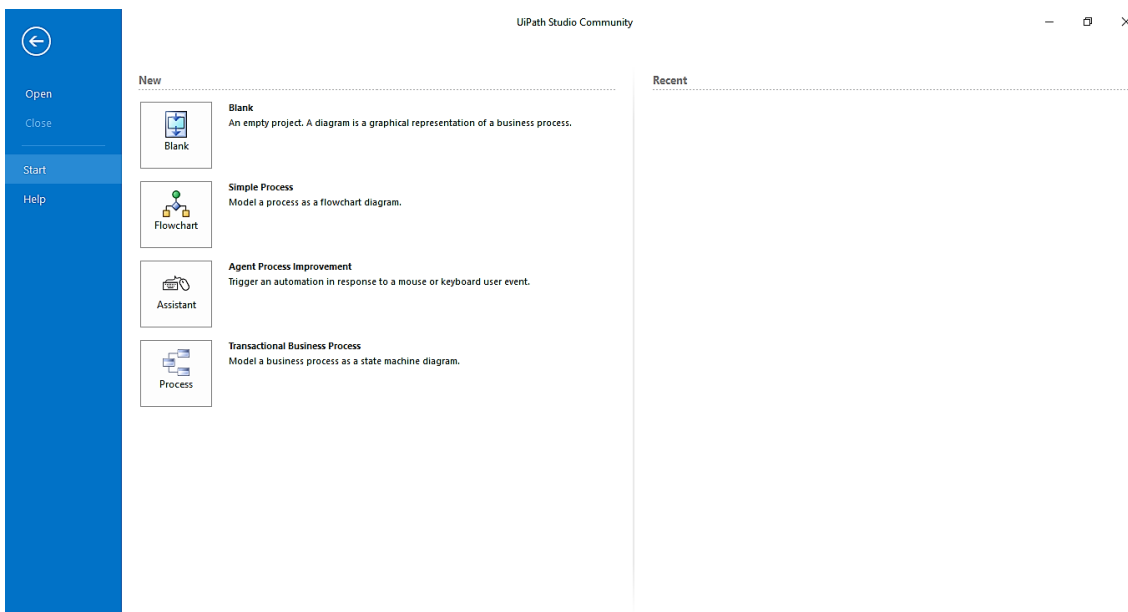 UiPath Studio Community
Open
Close
Start
Help
New
Blank
Blank
An empty project. A diagram is a graphical representation of a business process.
Flowchart
Simple Process
Model a process as a flowchart diagram.
Assistant
Agent Process Improvement
Trigger an automation in response to a mouse or keyboard user event.
Process
Transactional Business Process
Model a business process as a state machine diagram.
Recent